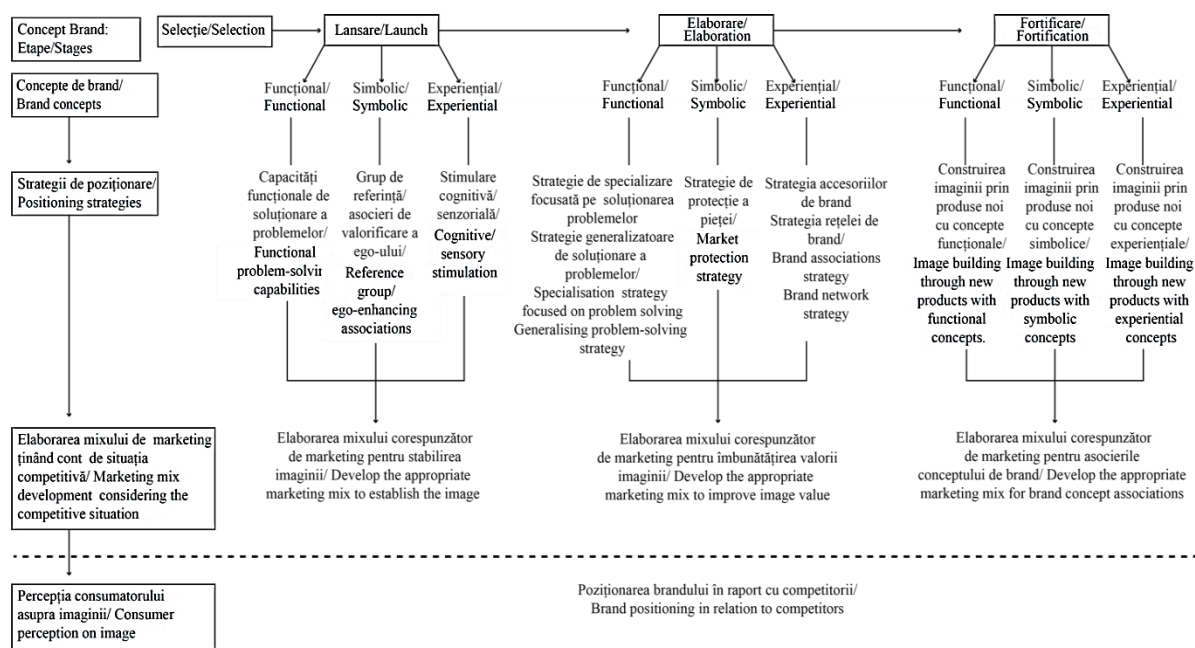 Concept Brand:
Etape/Stages
Selecție/Selection
Lansare/Launch
Elaborare/
Elaboration
Fortificare/
Fortification
Concepte de brand/
Brand concepts
Funcțional/
Functional
Simbolic/
Symbolic
Experiențial/
Experiential
Funcțional/
Functional
Simbolic/
Symbolic
Experiențial/
Experiential
Funcțional/
Functional
Simbolic/
Symbolic
Experiențial/
Experiential
Strategii de poziționare/
Positioning strategies
Capacități
funcționale de
soluționare a
problemelor/
Functional
problem-solvin
capabilities
Grup de
referință/
asocieri de
valorificare a
ego-ului/
Reference
group/
ego-enhancing
associations
Stimulare
cognitivă/
senzorială/
Cognitive/
sensory
stimulation
Strategie de specializare
focusată pe soluționarea
problemelor
Strategie generalizatoare
de soluționare a
problemelor/
Specialisation strategy
focused on problem solving
Generalising problem-solving
strategy
Strategie de
protecție a
pieței/
Market
protection
strategy
Strategia accesoriilor
de brand
Strategia rețelei de
brand/
Brand associations
strategy
Brand network
strategy
Construirea
imaginii prin
produse noi
cu concepte
funcționale/
Image building
through new
products with
functional
concepts.
Construirea
imaginii prin
produse noi
cu concepte
simbolice/
Image building
through new
products with
symbolic
concepts
Construirea
imaginii prin
produse noi
cu concepte
experiențiale/
Image building
through new
products with
experiential
concepts
Elaborarea mixului de marketing
ținând cont de situația
competitivă/ Marketing mix
development considering the
competitive situation
Elaborarea mixului corespunzător
de marketing pentru stabilirea
imaginii/ Develop the appropriate
marketing mix to establish the image
Elaborarea mixului corespunzător
de marketing pentru îmbunătățirea valorii
imaginii/ Develop the appropriate
marketing mix to improve image value
Elaborarea mixului corespunzător
de marketing pentru asocierile
conceptului de brand/ Develop the appropriate
marketing mix for brand concept associations
Percepția consumatorului
asupra imaginii/ Consumer
perception on image
Poziționarea brandului în raport cu competitorii/
Brand positioning in relation to competitors